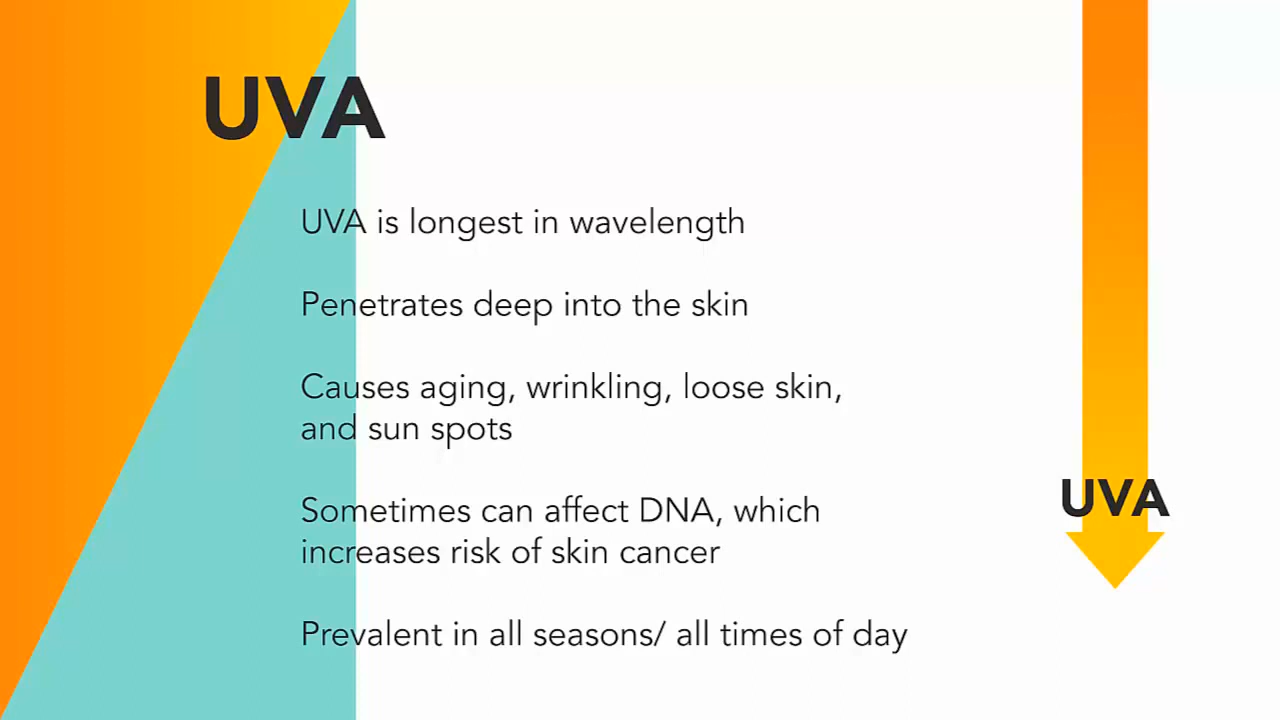 UVA
UVA is longest in wavelength
Penetrates deep into the skin
Causes aging, wrinkling, loose skin,
and sun spots
Sometimes can affect DNA, which
increases risk of skin cancer
Prevalent in all seasons/ all times of day
UVA